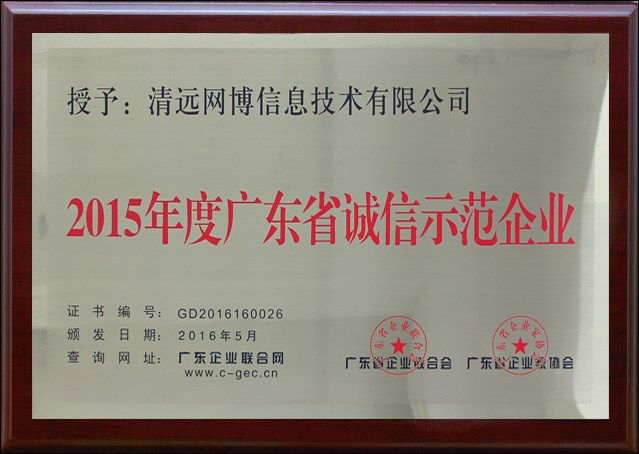 授予：清远网博信息技术有限公司
2015年度广东省诚信示范企业
证书编号：GD2016160026
颁发日期：2016年5月
查询网址：广东企业联合网
www.c-gec.cn
广东省企业联合会
广东省企业家协会